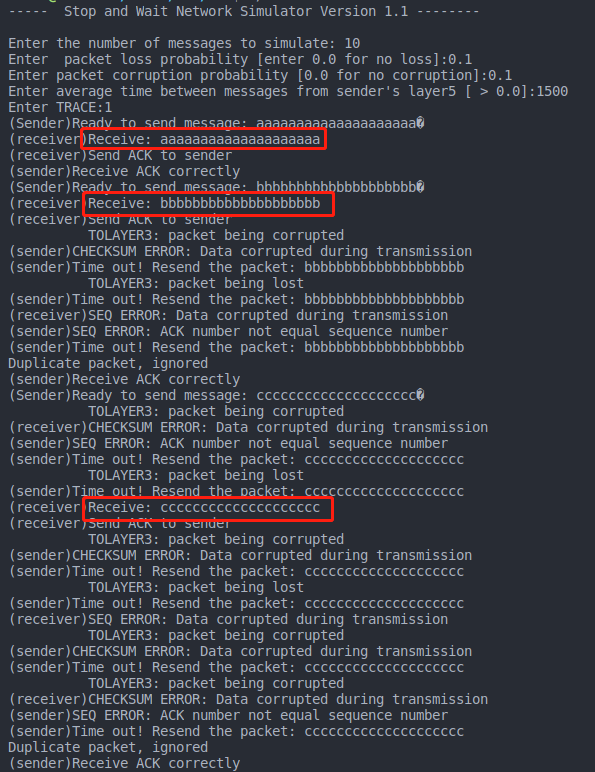 -----  Stop and Wait Network Simulator Version 1.1 --------
Enter the number of messages to simulate: 10
Enter  packet loss probability [enter 0.0 for no loss]:0.1
Enter packet corruption probability [0.0 for no corruption]:0.1
Enter average time between messages from sender's layer5 [ > 0.0]:1500
Enter TRACE:1
(Sender)Ready to send message: aaaaaaaaaaaaaaaaaaaa�
(receiver)Receive: aaaaaaaaaaaaaaaaaaaa
(receiver)Send ACK to sender
(sender)Receive ACK correctly
(Sender)Ready to send message: bbbbbbbbbbbbbbbbbbbb�
(receiver)Receive: bbbbbbbbbbbbbbbbbbbb
(receiver)Send ACK to sender
          TOLAYER3: packet being corrupted
(sender)CHECKSUM ERROR: Data corrupted during transmission
(sender)Time out! Resend the packet: bbbbbbbbbbbbbbbbbbbb
          TOLAYER3: packet being lost
(sender)Time out! Resend the packet: bbbbbbbbbbbbbbbbbbbb
(receiver)SEQ ERROR: Data corrupted during transmission
(sender)SEQ ERROR: ACK number not equal sequence number
(sender)Time out! Resend the packet: bbbbbbbbbbbbbbbbbbbb
Duplicate packet, ignored
(sender)Receive ACK correctly
(Sender)Ready to send message: cccccccccccccccccccc�
          TOLAYER3: packet being corrupted
(receiver)CHECKSUM ERROR: Data corrupted during transmission
(sender)SEQ ERROR: ACK number not equal sequence number
(sender)Time out! Resend the packet: cccccccccccccccccccc
          TOLAYER3: packet being lost
(sender)Time out! Resend the packet: cccccccccccccccccccc
(receiver)Receive: cccccccccccccccccccc
(receiver)Send ACK to sender
          TOLAYER3: packet being corrupted
(sender)CHECKSUM ERROR: Data corrupted during transmission
(sender)Time out! Resend the packet: cccccccccccccccccccc
          TOLAYER3: packet being lost
(sender)Time out! Resend the packet: cccccccccccccccccccc
(receiver)SEQ ERROR: Data corrupted during transmission
          TOLAYER3: packet being corrupted
(sender)CHECKSUM ERROR: Data corrupted during transmission
(sender)Time out! Resend the packet: cccccccccccccccccccc
          TOLAYER3: packet being corrupted
(receiver)CHECKSUM ERROR: Data corrupted during transmission
(sender)SEQ ERROR: ACK number not equal sequence number
(sender)Time out! Resend the packet: cccccccccccccccccccc
Duplicate packet, ignored
(sender)Receive ACK correctly